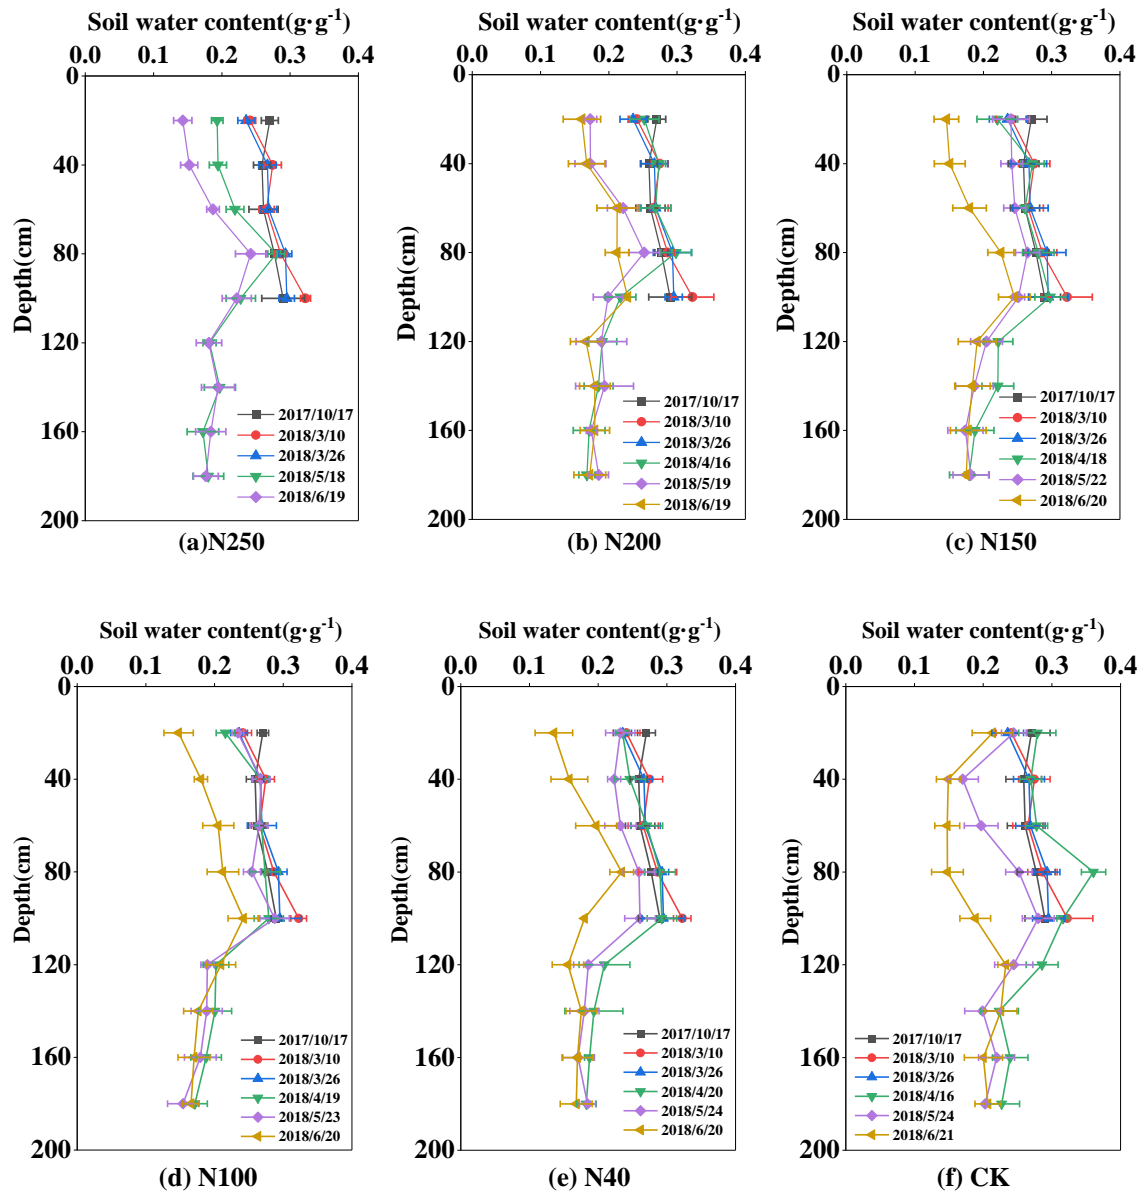 Soil water content(g·g⁻¹)
0.0 0.1 0.2 0.3 0.4
0
40
80
120
160
200
Depth(cm)
2017/10/17
2018/3/10
2018/3/26
2018/5/18
2018/6/19
(a)N250
Soil water content(g·g⁻¹)
0.0 0.1 0.2 0.3 0.4
0
40
80
120
160
200
Depth(cm)
2017/10/17
2018/3/10
2018/3/26
2018/4/16
2018/5/19
2018/6/19
(b) N200
Soil water content(g·g⁻¹)
0.0 0.1 0.2 0.3 0.4
0
40
80
120
160
200
Depth(cm)
2017/10/17
2018/3/10
2018/3/26
2018/4/18
2018/5/22
2018/6/20
(c) N150
Soil water content(g·g⁻¹)
0.0 0.1 0.2 0.3 0.4
0
40
80
120
160
200
Depth(cm)
2017/10/17
2018/3/10
2018/3/26
2018/4/19
2018/5/23
2018/6/20
(d) N100
Soil water content(g·g⁻¹)
0.0 0.1 0.2 0.3 0.4
0
40
80
120
160
200
Depth(cm)
2017/10/17
2018/3/10
2018/3/26
2018/4/20
2018/5/24
2018/6/20
(e) N40
Soil water content(g·g⁻¹)
0.0 0.1 0.2 0.3 0.4
0
40
80
120
160
200
Depth(cm)
2017/10/17
2018/3/10
2018/3/26
2018/4/16
2018/5/24
2018/6/21
(f) CK